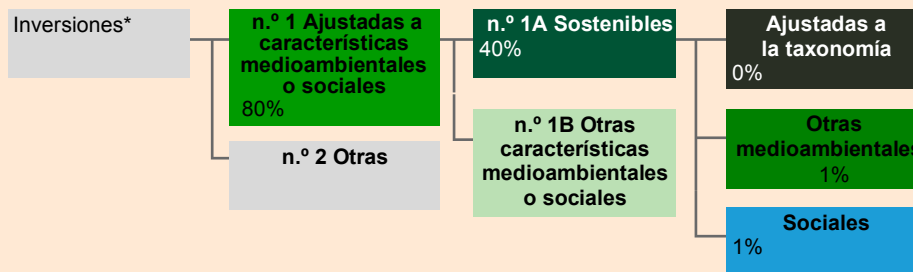 Inversiones*
n.º 1 Ajustadas a
características
medioambientales
o sociales
80%
n.º 2 Otras
n.º 1A Sostenibles
40%
n.º 1B Otras
características
medioambientales
o sociales
Ajustadas a
la taxonomía
0%
Otras
medioambientales
1%
Sociales
1%